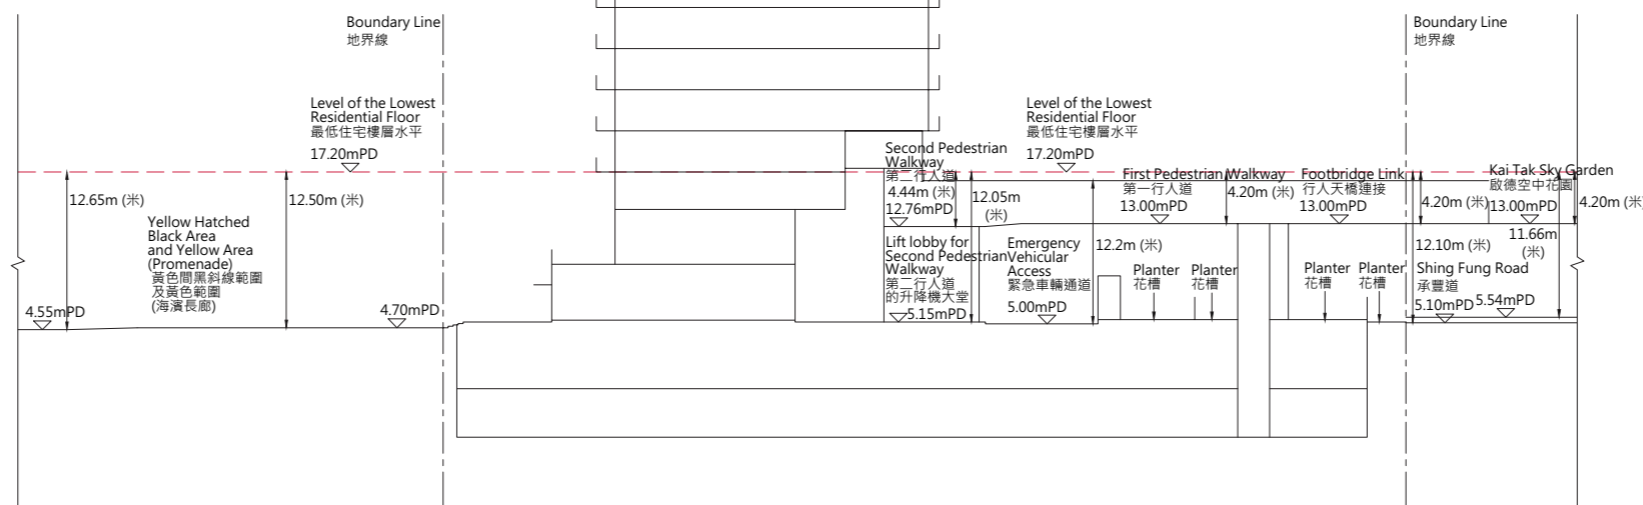 Boundary Line
地界線
Boundary Line
地界線
Level of the Lowest
Residential Floor
最低住宅樓層水平
17.20mPD
Level of the Lowest
Residential Floor
最低住宅樓層水平
17.20mPD
12.65m (米)
12.50m (米)
Yellow Hatched
Black Area
and Yellow Area
(Promenade)
黃色間黑斜線範圍
及黃色範圍
(海濱長廊)
4.55mPD
4.70mPD
Second Pedestrian
Walkway
第二行人道
4.44m (米)
12.76mPD
12.05m
(米)
Lift lobby for
Second Pedestrian
Walkway
第二行人道
的升降機大堂
5.15mPD
Emergency
Vehicular
Access
緊急車輛通道
5.00mPD
12.2m (米)
First Pedestrian Walkway
第一行人道
13.00mPD
4.20m (米)
Footbridge Link
行人天橋連接
13.00mPD
4.20m (米)
Kai Tak Sky Garden
啟德空中花園
13.00mPD
4.20m (米)
11.66m
(米)
12.10m (米)
Planter
花槽
Planter
花槽
Planter
花槽
Planter
花槽
Shing Fung Road
承豐道
5.10mPD
5.54mPD